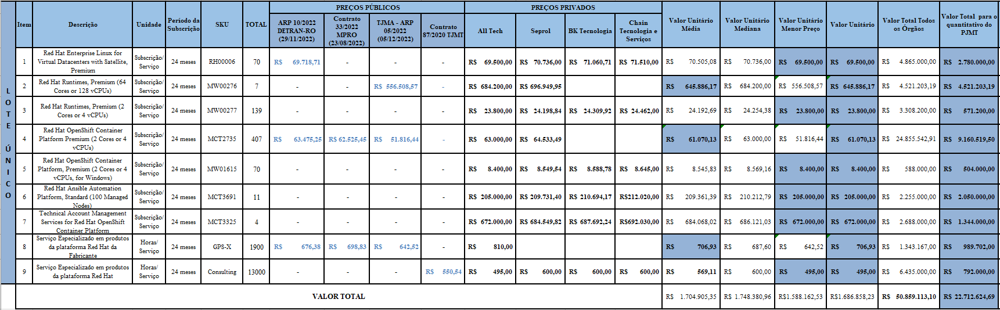 PREÇOS PÚBLICOS PREÇOS PRIVADOS
Item Descrição Unidade Período da Subscrição SKU TOTAL ARP 10/2022 DETRAN-RO (29/11/2022) Contrato 33/2022 MPRO (23/08/2022) TJMA - ARP 05/2022 (05/12/2022) Contrato 87/2020 TJMT All Tech Seprol BK Tecnologia Chain Tecnologia e Serviços Valor Unitário Média Valor Unitário Mediana Valor Unitário Menor Preço Valor Unitário Valor Total Todos os Órgãos Valor Total para o quantitativo do PJMT
LOTE ÚNICO
1 Red Hat Enterprise Linux for Virtual Datacenters with Satellite, Premium Subscrição/ Serviço 24 meses RH00006 70 R$ 69.718,71 - - - R$ 69.500,00 R$ 70.736,00 R$ 71.060,71 R$ 71.510,00 R$ 70.505,08 R$ 70.736,00 R$ 69.500,00 R$ 69.500,00 R$ 4.865.000,00 R$ 2.780.000,00
2 Red Hat Runtimes, Premium (64 Cores or 128 vCPUs) Subscrição/ Serviço 24 meses MW00276 7 - - R$ 556.508,57 - R$ 684.200,00 R$ 696.949,95 R$ 645.886,17 R$ 684.200,00 R$ 556.508,57 R$ 645.886,17 R$ 4.521.203,19 R$ 4.521.203,19
3 Red Hat Runtimes, Premium (2 Cores or 4 vCPUs) Subscrição/ Serviço 24 meses MW00277 139 - - - - R$ 23.800,00 R$ 24.198,84 R$ 24.309,92 R$ 24.462,00 R$ 24.192,69 R$ 24.254,38 R$ 23.800,00 R$ 23.800,00 R$ 3.308.200,00 R$ 571.200,00
4 Red Hat OpenShift Container Platform Premium (2 Cores or 4 vCPUs) Subscrição/ Serviço 24 meses MCT2735 407 R$ 63.475,25 R$ 62.525,45 R$ 51.816,44 - R$ 63.000,00 R$ 64.533,49 R$ 61.070,13 R$ 63.000,00 R$ 51.816,44 R$ 61.070,13 R$ 24.855.542,91 R$ 9.160.519,50
5 Red Hat OpenShift Container Platform, Premium (2 Cores or 4 vCPUs, for Windows) Subscrição/ Serviço 24 meses MW01615 70 - - - - R$ 8.400,00 R$ 8.549,54 R$ 8.588,78 R$ 8.645,00 R$ 8.545,83 R$ 8.569,16 R$ 8.400,00 R$ 8.400,00 R$ 588.000,00 R$ 504.000,00
6 Red Hat Ansible Automation Platform, Standard (100 Managed Nodes) Subscrição/ Serviço 24 meses MCT3691 11 - - - - R$ 205.000,00 R$ 209.731,40 R$ 210.694,17 R$212.020,00 R$ 209.361,39 R$ 210.212,79 R$ 205.000,00 R$ 205.000,00 R$ 2.255.000,00 R$ 2.050.000,00
7 Technical Account Management Services for Red Hat OpenShift Container Platform Subscrição/ Serviço 24 meses MCT3325 4 - - - - R$ 672.000,00 R$ 684.549,82 R$ 687.692,24 R$692.030,00 R$ 684.068,02 R$ 686.121,03 R$ 672.000,00 R$ 672.000,00 R$ 2.688.000,00 R$ 1.344.000,00
8 Serviço Especializado em produtos da plataforma Red Hat da Fabricante Horas/ Serviço 24 meses GPS-X 1900 R$ 676,38 R$ 698,83 R$ 642,52 - R$ 810,00 R$ 706,93 R$ 687,60 R$ 642,52 R$ 706,93 R$ 1.343.167,00 R$ 989.702,00
9 Serviço Especializado em produtos da plataforma Red Hat Horas/ Serviço 24 meses Consulting 13000 - - - R$ 550,54 R$ 495,00 R$ 600,00 R$ 600,00 R$ 600,00 R$ 569,11 R$ 600,00 R$ 495,00 R$ 495,00 R$ 6.435.000,00 R$ 792.000,00
VALOR TOTAL R$ 1.704.905,35 R$ 1.748.380,96 R$1.588.162,53 R$1.686.858,23 R$ 50.859.113,10 R$ 22.712.624,69